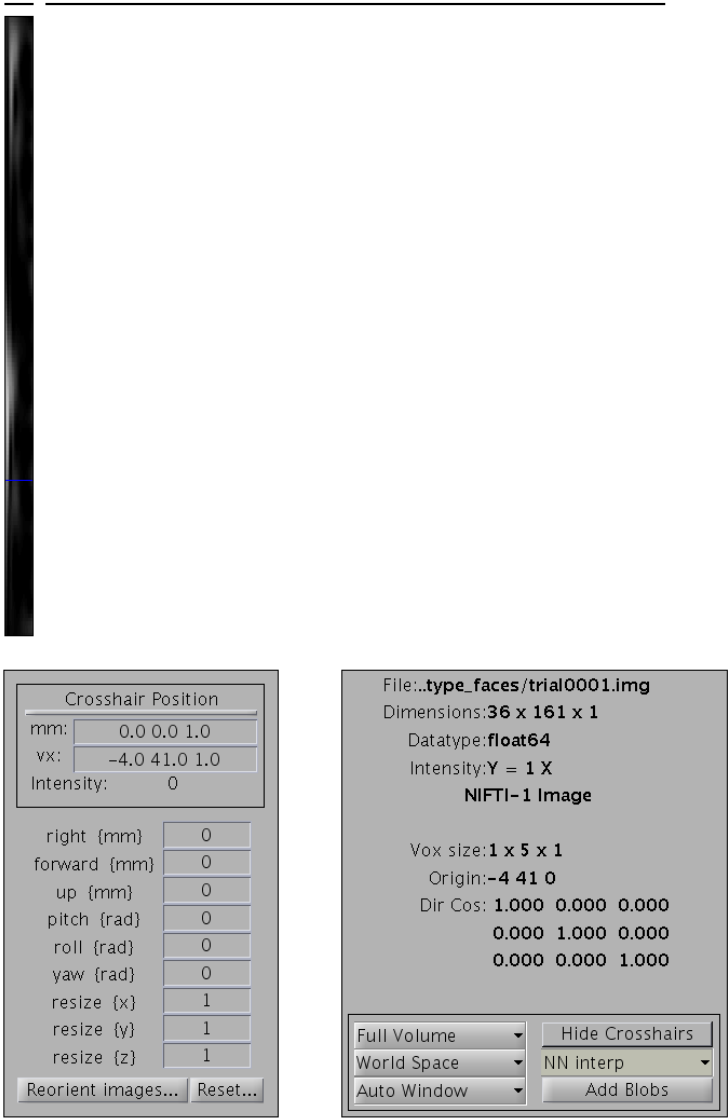 Crosshair Position
mm: 0.0 0.0 1.0
vx: -4.0 41.0 1.0
Intensity: 0
right {mm} 0
forward {mm} 0
up {mm} 0
pitch {rad} 0
roll {rad} 0
yaw {rad} 0
resize {x} 1
resize {y} 1
resize {z} 1
Reorient images... Reset...
File:..type_faces/trial0001.img
Dimensions:36 x 161 x 1
Datatype:float64
Intensity:Y = 1 X
NIFTI-1 Image
Vox size:1 x 5 x 1
Origin:-4 41 0
Dir Cos: 1.000 0.000 0.000
0.000 1.000 0.000
0.000 0.000 1.000
Full Volume Hide Crosshairs
World Space NN interp
Auto Window Add Blobs